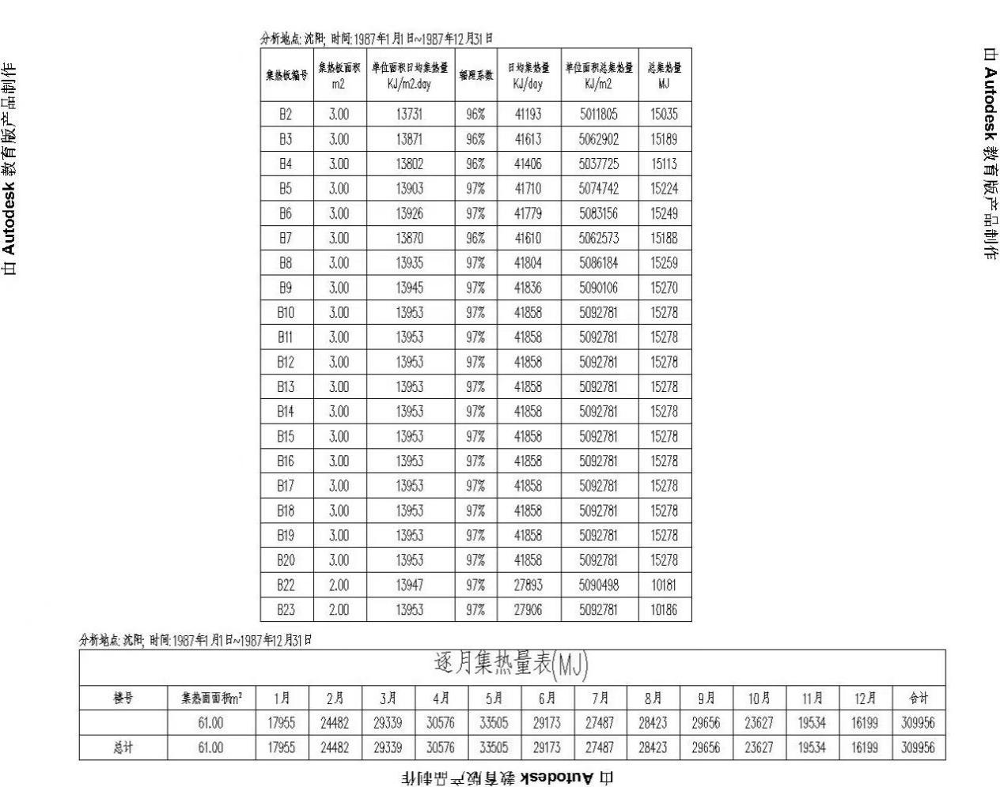 分析地点: 沈阳; 时间:1987年1月1日~1987年12月31日
集热板编号 集热板面积 m2 单位面积日均集热量 KJ/m2.day 辐照系数 日均集热量 KJ/day 单位面积总集热量 KJ/m2 总集热量 MJ
B2 3.00 13731 96% 41193 5011805 15035
B3 3.00 13871 96% 41613 5062902 15189
B4 3.00 13802 96% 41406 5037725 15113
B5 3.00 13903 97% 41710 5074742 15224
B6 3.00 13926 97% 41779 5083156 15249
B7 3.00 13870 96% 41610 5062573 15188
B8 3.00 13935 97% 41804 5086184 15259
B9 3.00 13945 97% 41836 5090106 15270
B10 3.00 13953 97% 41858 5092781 15278
B11 3.00 13953 97% 41858 5092781 15278
B12 3.00 13953 97% 41858 5092781 15278
B13 3.00 13953 97% 41858 5092781 15278
B14 3.00 13953 97% 41858 5092781 15278
B15 3.00 13953 97% 41858 5092781 15278
B16 3.00 13953 97% 41858 5092781 15278
B17 3.00 13953 97% 41858 5092781 15278
B18 3.00 13953 97% 41858 5092781 15278
B19 3.00 13953 97% 41858 5092781 15278
B20 3.00 13953 97% 41858 5092781 15278
B22 2.00 13947 97% 27893 5090498 10181
B23 2.00 13953 97% 27906 5092781 10186
分析地点: 沈阳; 时间:1987年1月1日~1987年12月31日
逐月集热量表(MJ)
楼号 集热面面积m² 1月 2月 3月 4月 5月 6月 7月 8月 9月 10月 11月 12月 合计
61.00 17955 24482 29339 30576 33505 29173 27487 28423 29656 23627 19534 16199 309956
总计 61.00 17955 24482 29339 30576 33505 29173 27487 28423 29656 23627 19534 16199 309956
由 Autodesk 教育版产品制作
由 Autodesk 教育版产品制作
由 Autodesk 教育版产品制作